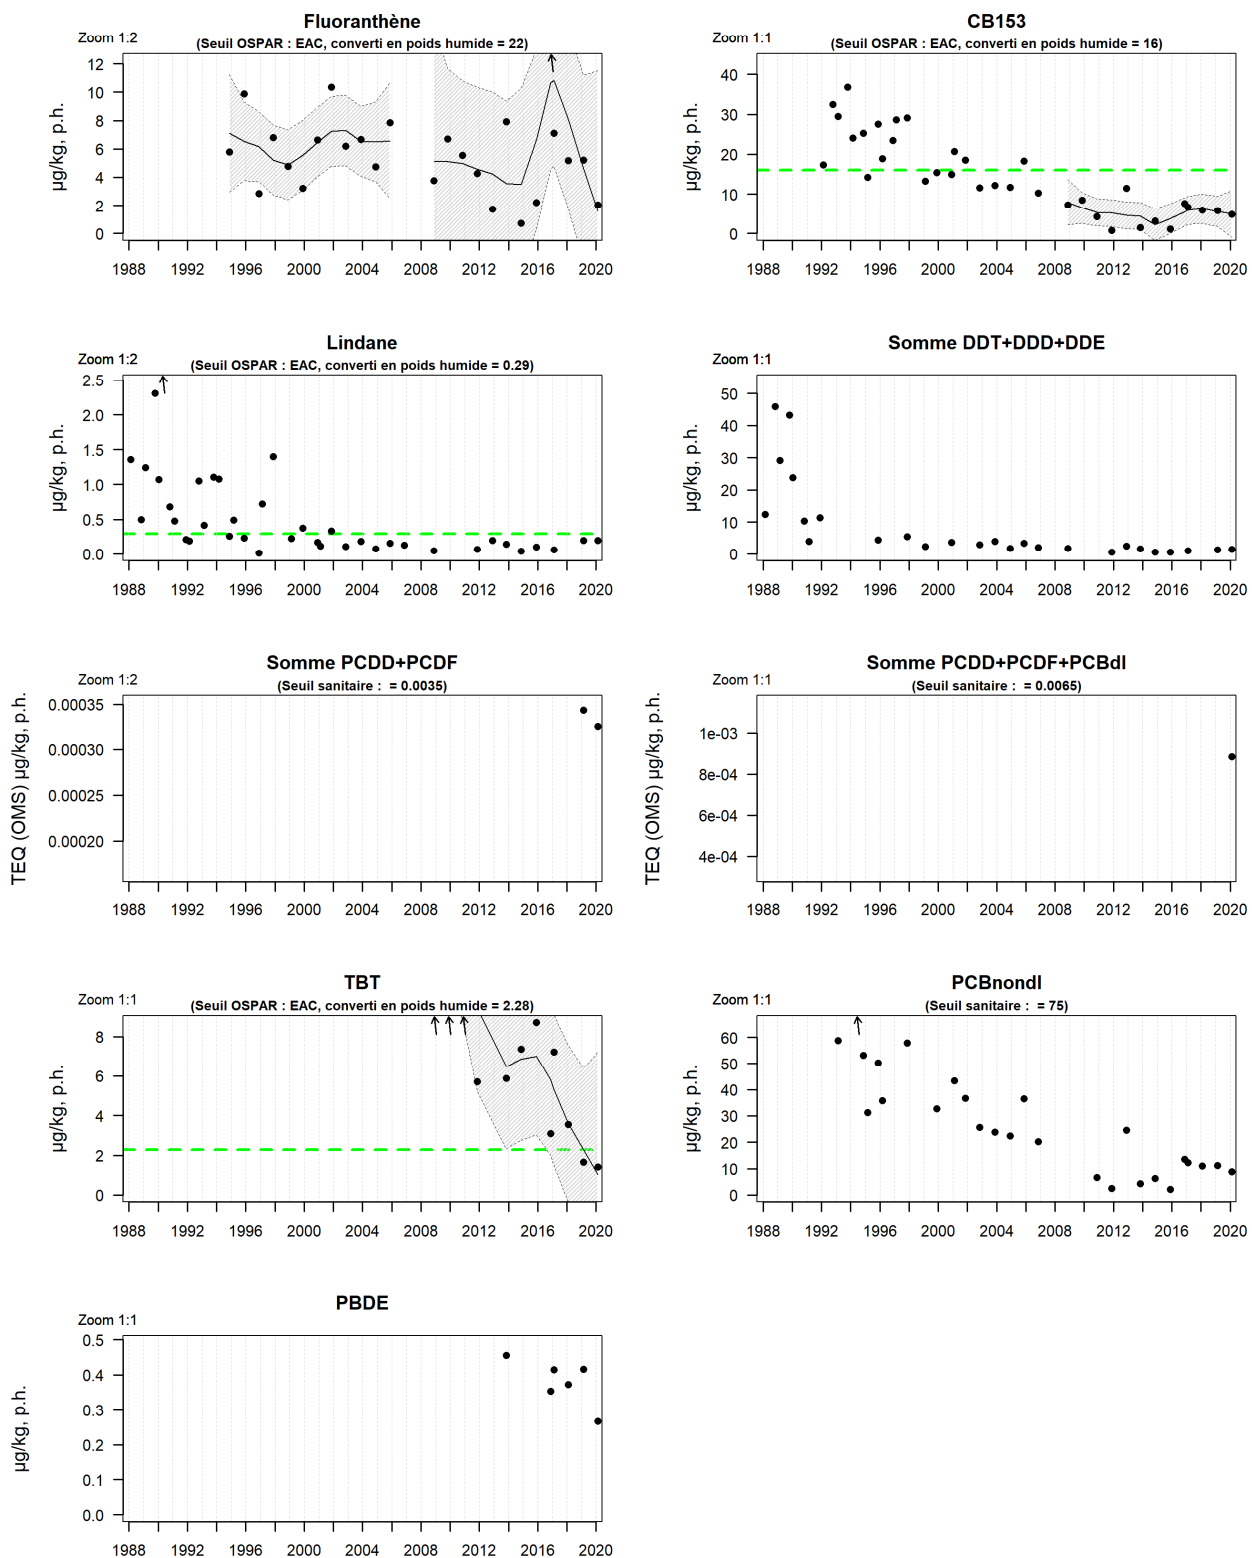 Fluoranthène
Zoom 1:2
(Seuil OSPAR : EAC, converti en poids humide = 22)
µg/kg, p.h.
12
10
8
6
4
2
0
1988 1992 1996 2000 2004 2008 2012 2016 2020
CB153
Zoom 1:1
(Seuil OSPAR : EAC, converti en poids humide = 16)
µg/kg, p.h.
40
30
20
10
0
1988 1992 1996 2000 2004 2008 2012 2016 2020
Lindane
Zoom 1:2
(Seuil OSPAR : EAC, converti en poids humide = 0.29)
µg/kg, p.h.
2.5
2.0
1.5
1.0
0.5
0.0
1988 1992 1996 2000 2004 2008 2012 2016 2020
Somme DDT+DDD+DDE
Zoom 1:1
µg/kg, p.h.
50
40
30
20
10
0
1988 1992 1996 2000 2004 2008 2012 2016 2020
Somme PCDD+PCDF
Zoom 1:2
(Seuil sanitaire :  = 0.0035)
TEQ (OMS) µg/kg, p.h.
0.00035
0.00030
0.00025
0.00020
1988 1992 1996 2000 2004 2008 2012 2016 2020
Somme PCDD+PCDF+PCBdl
Zoom 1:1
(Seuil sanitaire :  = 0.0065)
TEQ (OMS) µg/kg, p.h.
1e-03
8e-04
6e-04
4e-04
1988 1992 1996 2000 2004 2008 2012 2016 2020
TBT
Zoom 1:1
(Seuil OSPAR : EAC, converti en poids humide = 2.28)
µg/kg, p.h.
8
6
4
2
0
1988 1992 1996 2000 2004 2008 2012 2016 2020
PCBnondl
Zoom 1:1
(Seuil sanitaire :  = 75)
µg/kg, p.h.
60
50
40
30
20
10
0
1988 1992 1996 2000 2004 2008 2012 2016 2020
PBDE
Zoom 1:1
µg/kg, p.h.
0.5
0.4
0.3
0.2
0.1
0.0
1988 1992 1996 2000 2004 2008 2012 2016 2020